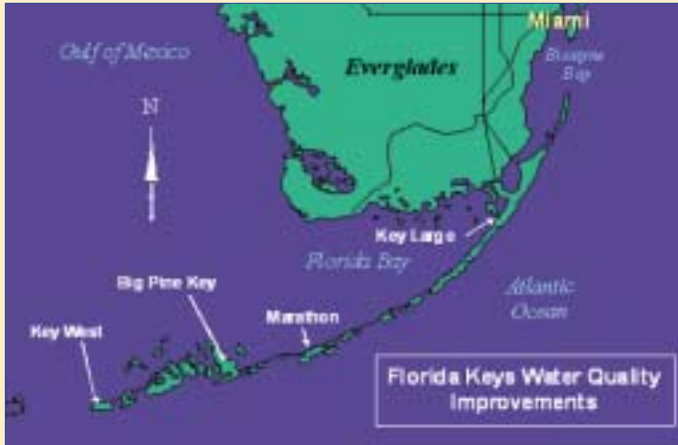 Miami
Gulf of Mexico
Everglades
Biscayne
Bay
N
Key Large
Florida Bay
Big Pine Key
Atlantic
Ocean
Marathon
Key West
Florida Keys Water Quality
Improvements